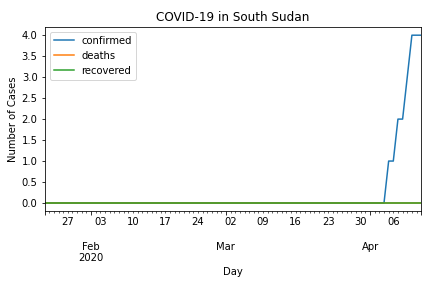 COVID-19 in South Sudan
confirmed
deaths
recovered
Number of Cases
4.0
3.5
3.0
2.5
2.0
1.5
1.0
0.5
0.0
27 03 10 17 24 02 09 16 23 30 06
Feb Mar Apr
2020
Day